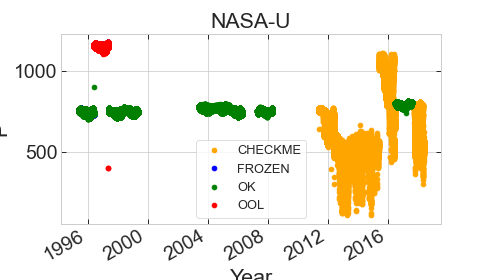 NASA-U
1000
500
CHECKME
FROZEN
OK
OOL
1996
2000
2004
2008
2012
2016
Year